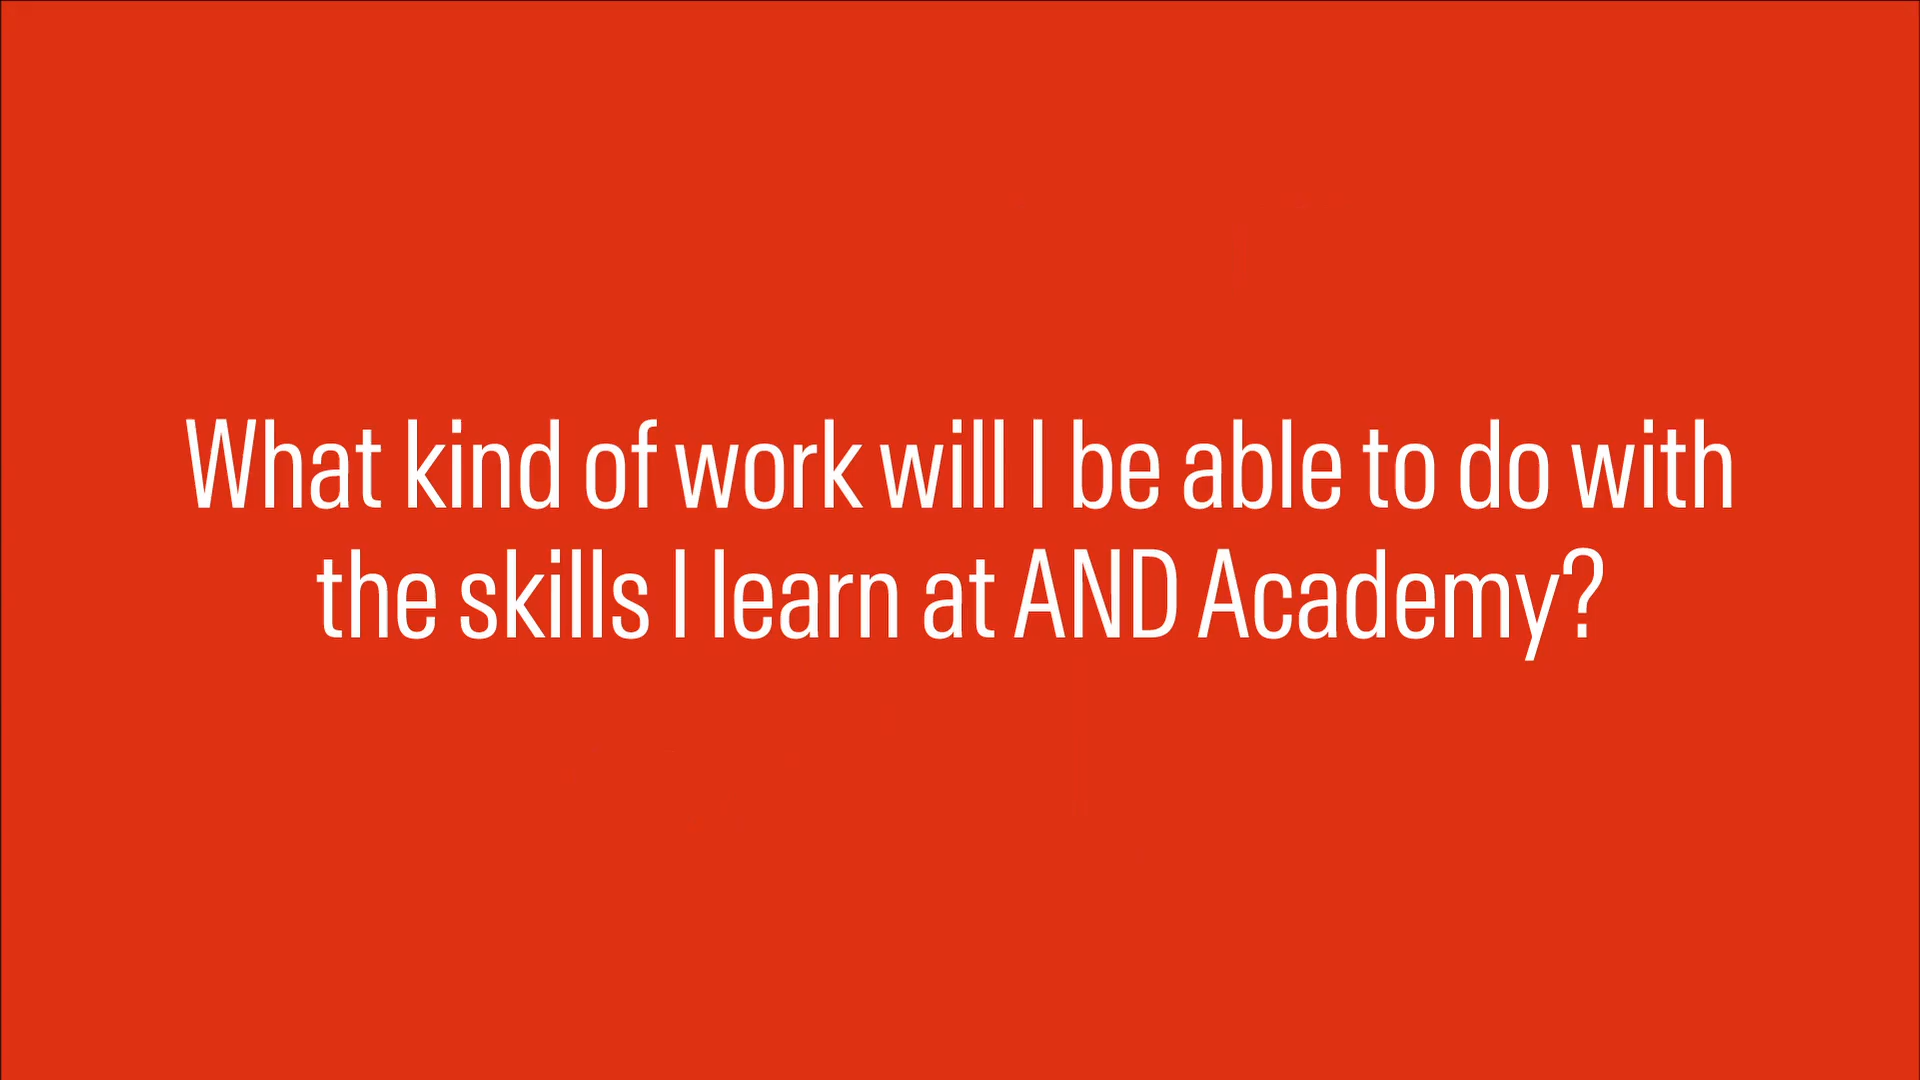 What kind of work will I be able to do with
the skills I learn at AND Academy?